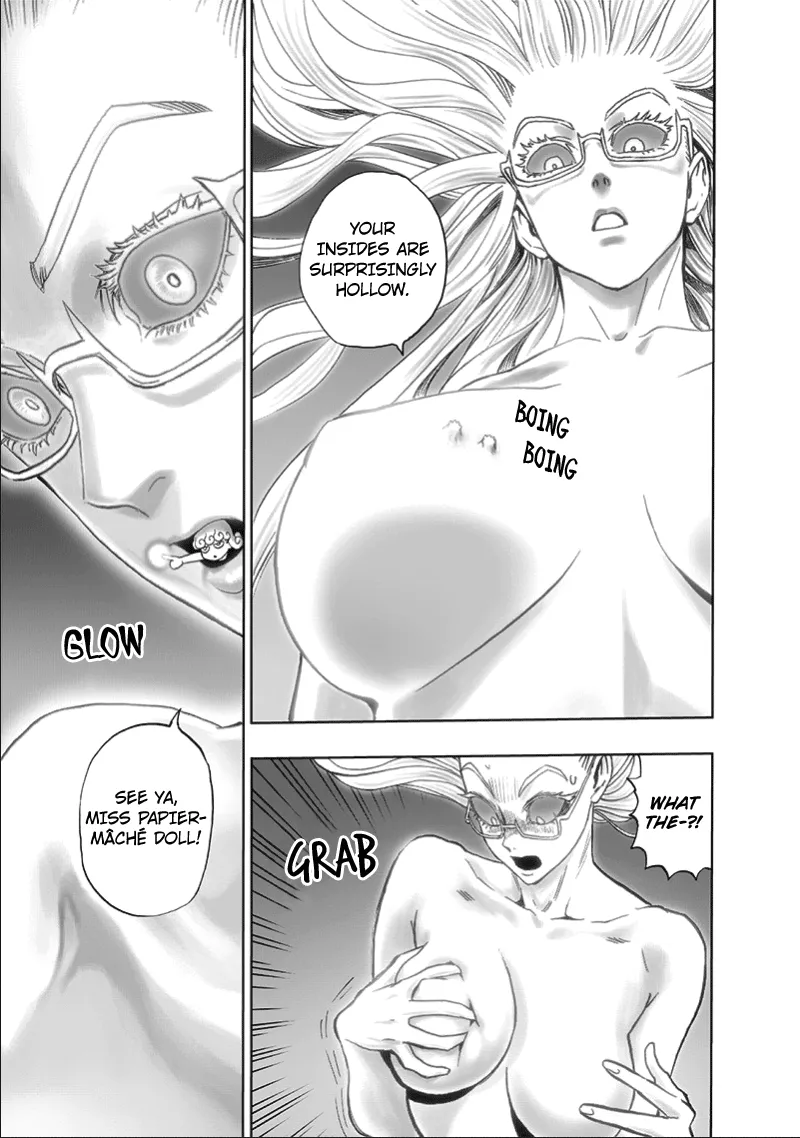 YOUR
INSIDES ARE
SURPRISINGLY
HOLLOW.
BOING
BOING
WHAT
THE-?!
GRAB
GLOW
SEE YA,
MISS PAPIER-
MÂCHÉ DOLL!